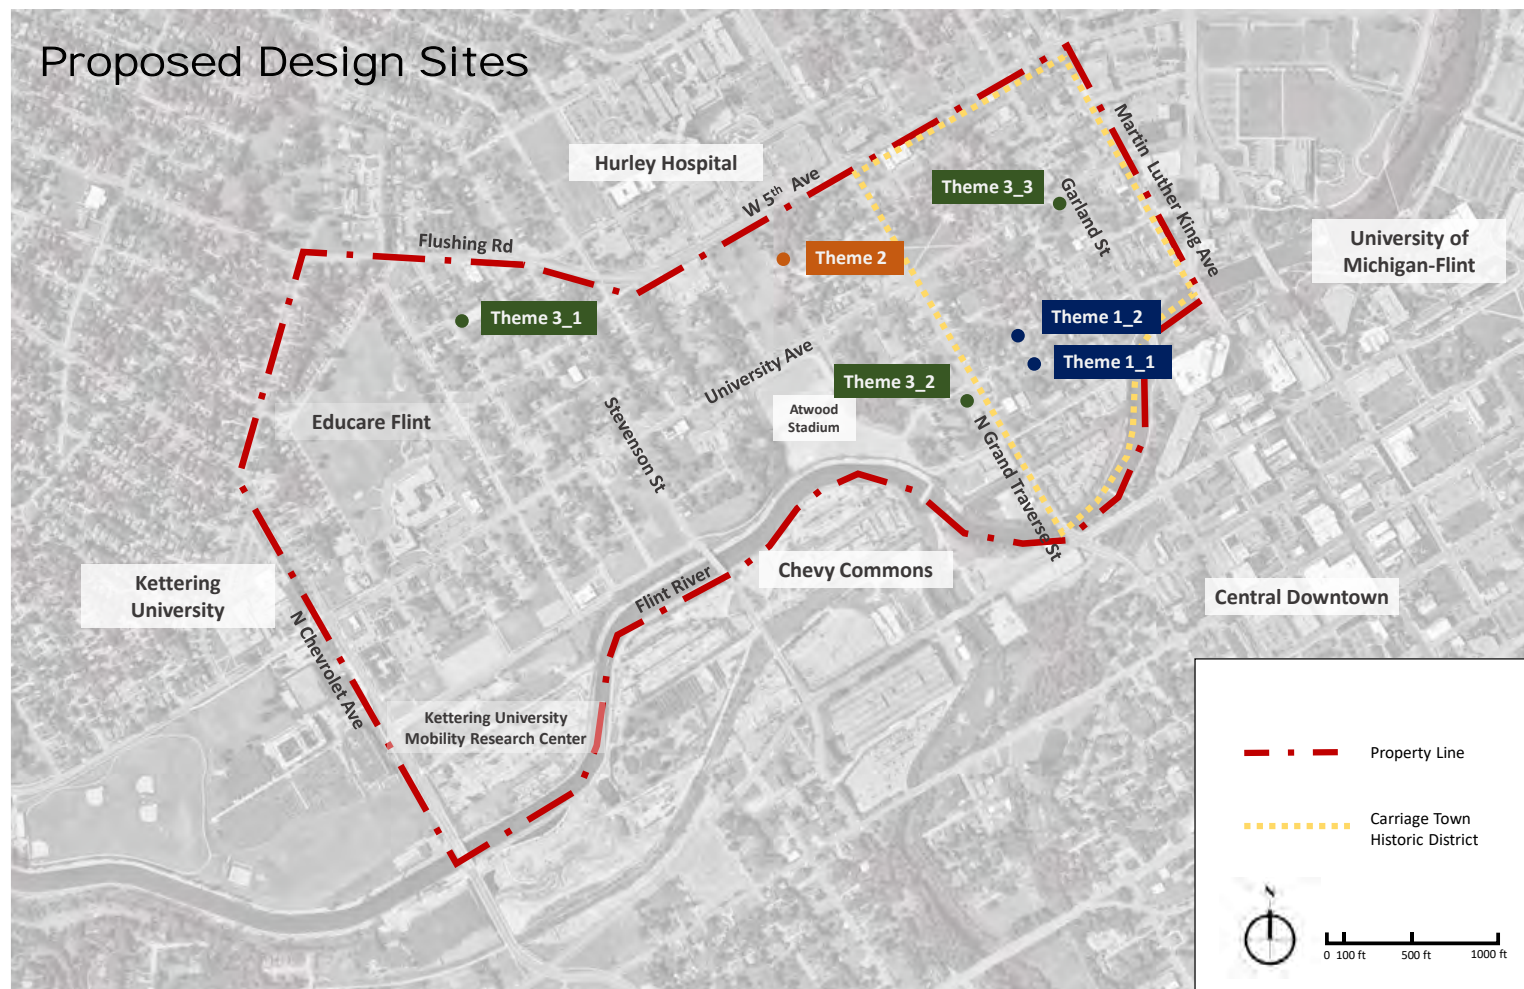 Proposed Design Sites
Hurley Hospital
W 5th Ave
Martin Luther King Ave
Theme 3_3
Garland St
University of
Michigan-Flint
Flushing Rd
Theme 2
Theme 3_1
Theme 1_2
Theme 1_1
University Ave
Theme 3_2
Atwood
Stadium
Educare Flint
Stevenson St
N Grand Traverse St
Kettering
University
Chevy Commons
Flint River
Central Downtown
N Chevrolet Ave
Kettering University
Mobility Research Center
Property Line
Carriage Town
Historic District
N
0 100 ft 500 ft 1000 ft